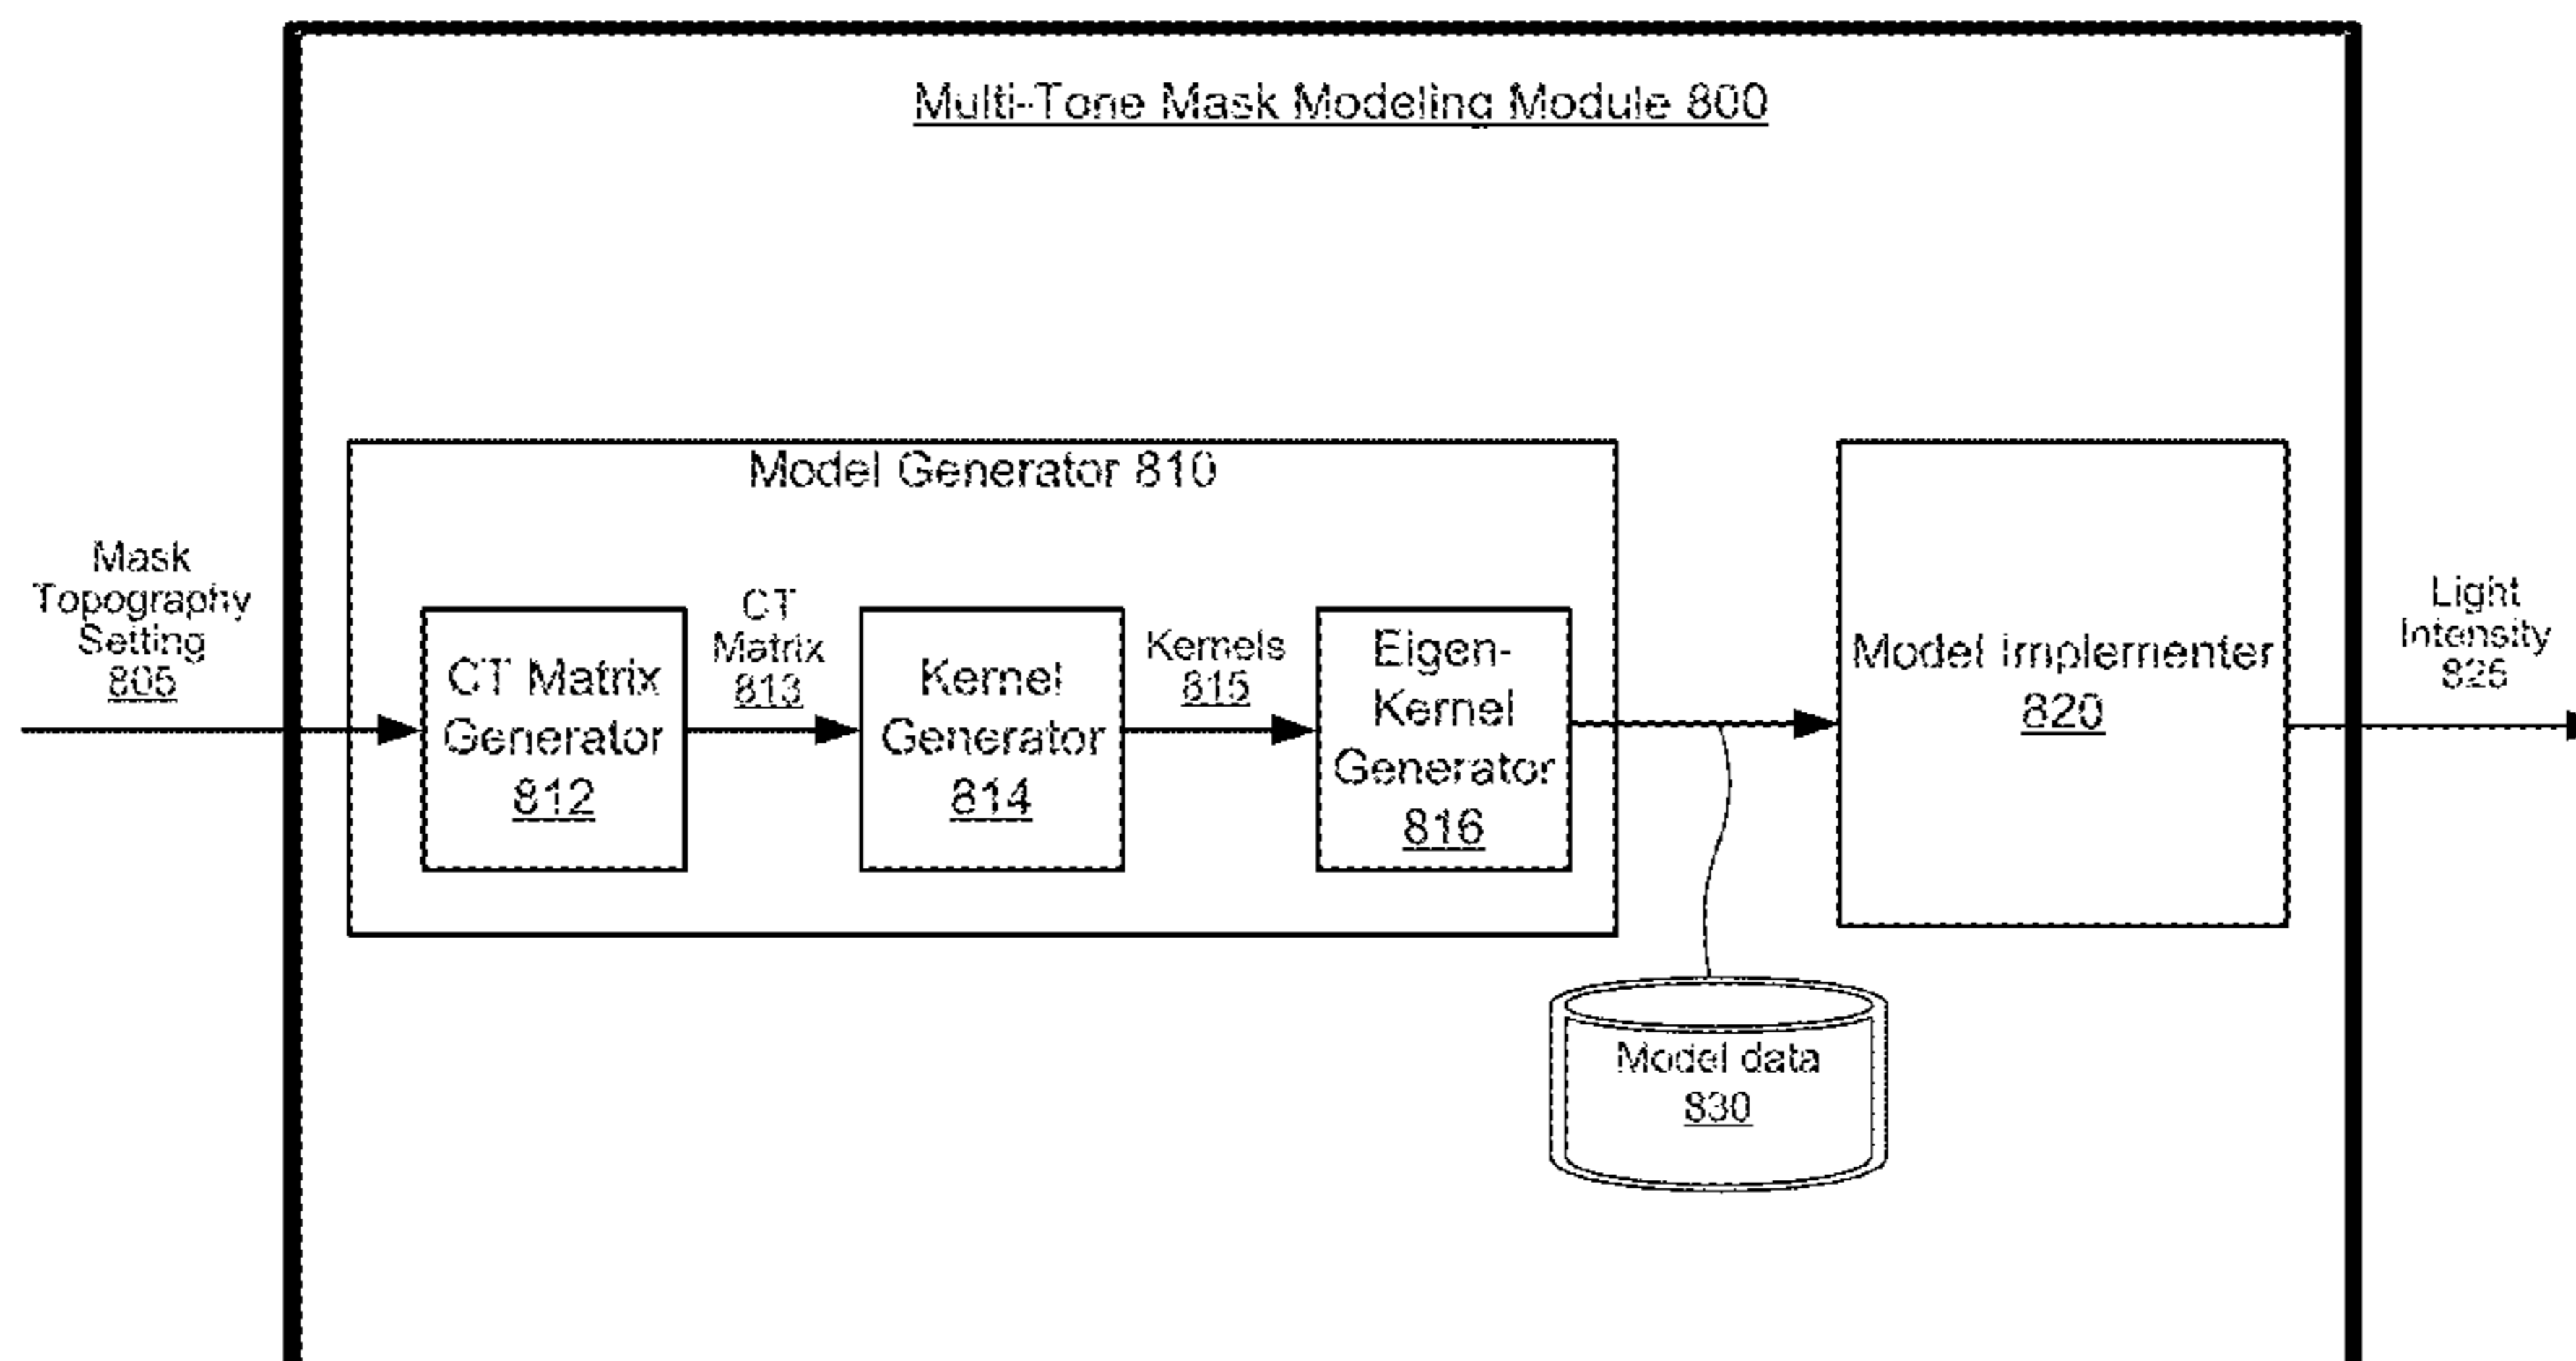 Multi-Tone Mask Modeling Module 800
Model Generator 810
Mask
Topography
Setting
805
CT Matrix
Generator
812
CT
Matrix
813
Kernel
Generator
814
Kernels
815
Eigen-
Kernel
Generator
816
Model Implementer
820
Light
Intensity
825
Model data
830